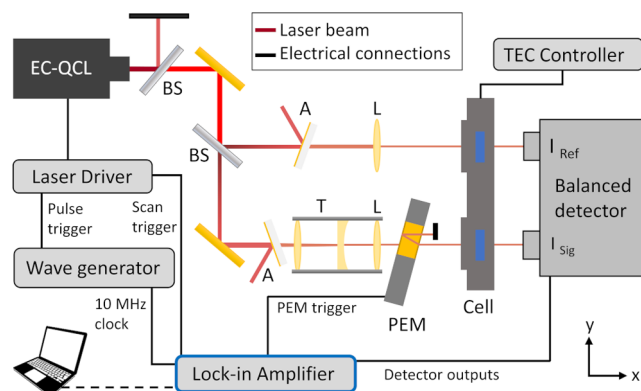 Laser beam
Electrical connections
EC-QCL
BS
TEC Controller
A
L
BS
I Ref
Laser Driver
Balanced
detector
Pulse
trigger
Scan
trigger
T
L
I Sig
Wave generator
A
10 MHz
clock
PEM trigger
PEM
Cell
y
x
Lock-in Amplifier
Detector outputs